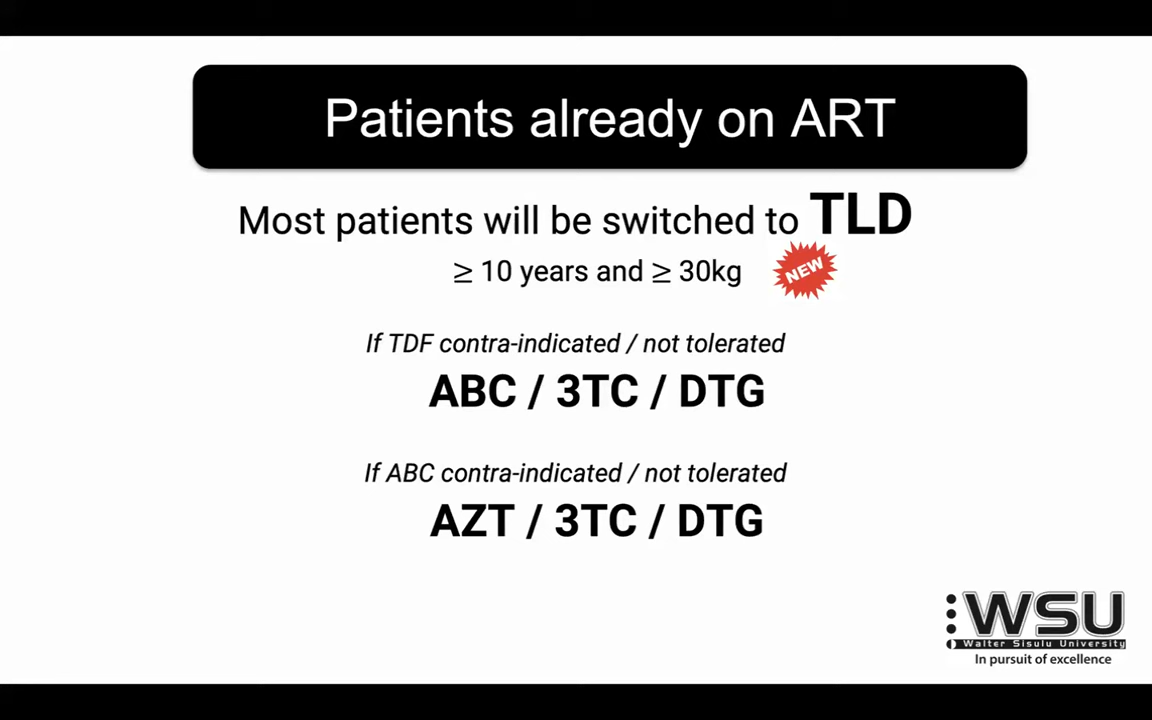 Patients already on ART
Most patients will be switched to TLD
≥ 10 years and ≥ 30kg NEW
If TDF contra-indicated / not tolerated
ABC / 3TC / DTG
If ABC contra-indicated / not tolerated
AZT / 3TC / DTG
WSU
Walter Sisulu University
In pursuit of excellence